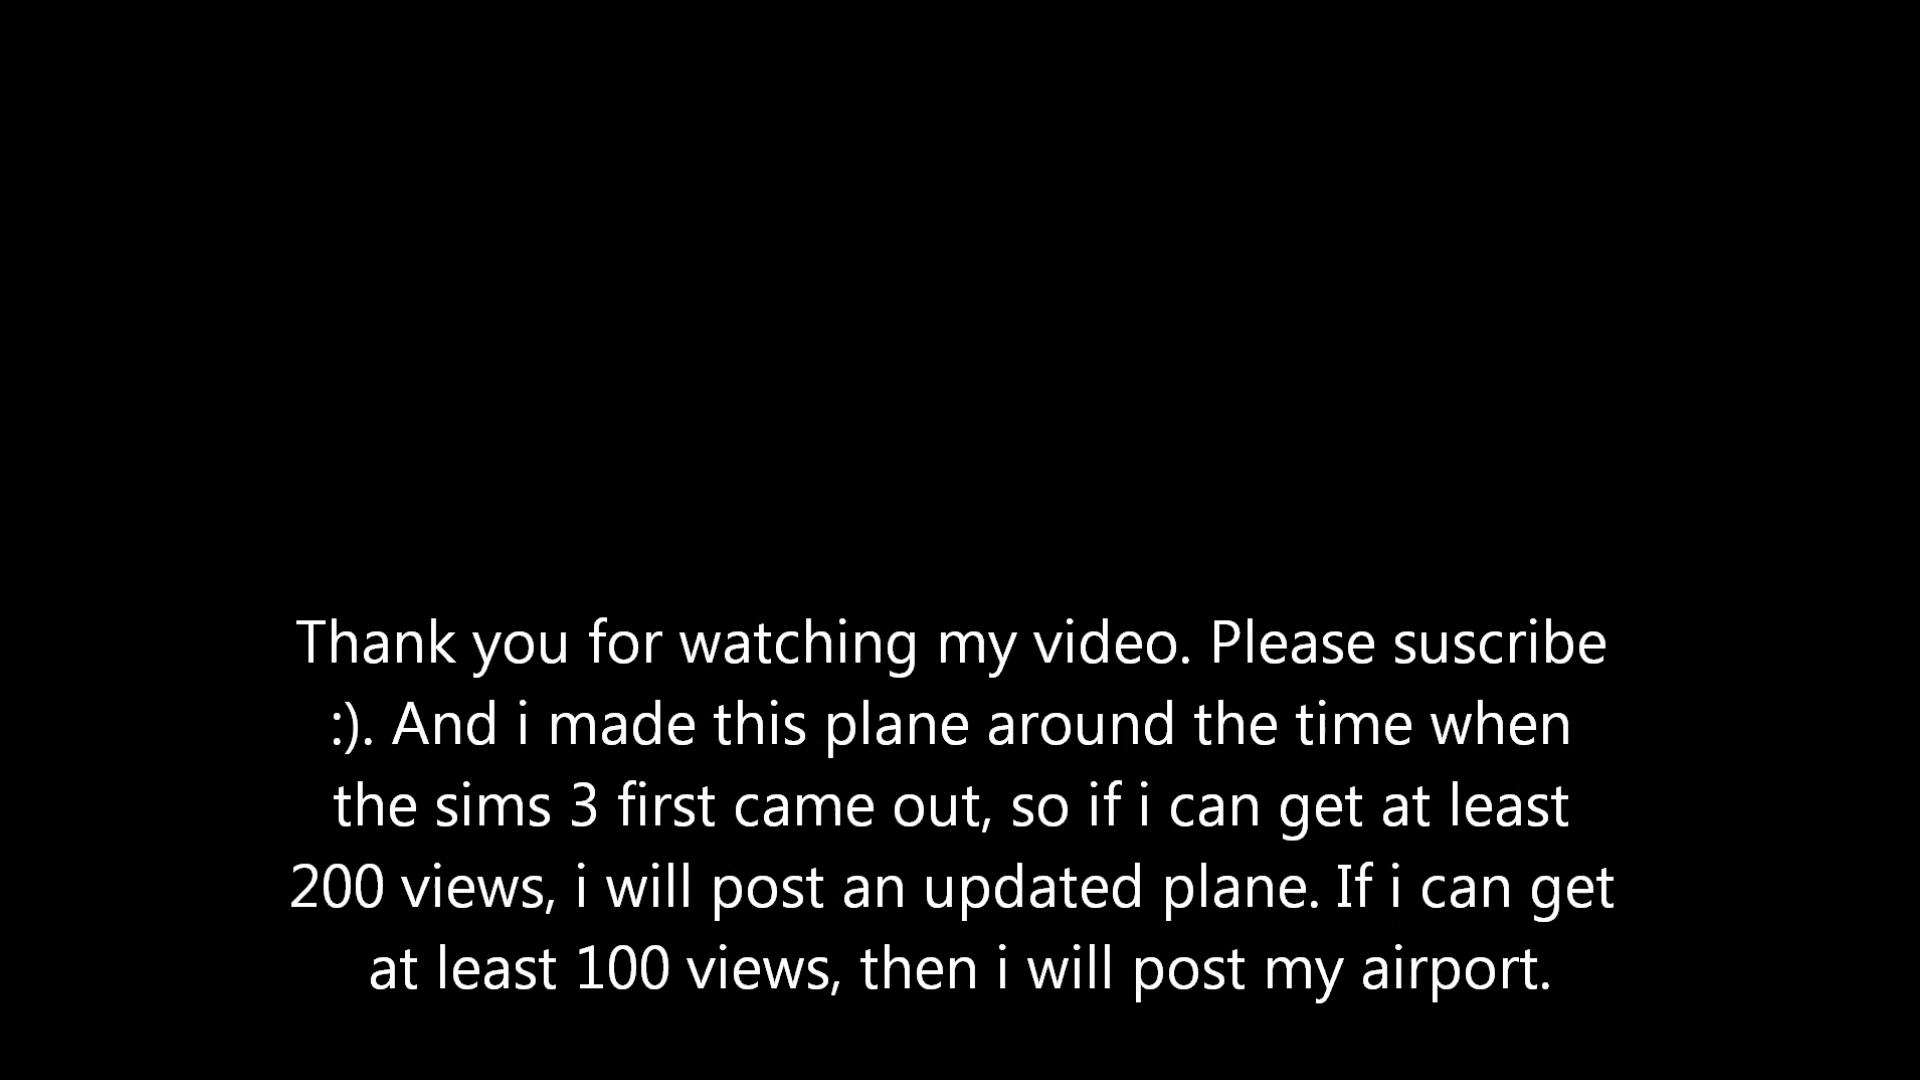 Thank you for watching my video. Please suscribe
:). And i made this plane around the time when
the sims 3 first came out, so if i can get at least
200 views, i will post an updated plane. If i can get
at least 100 views, then i will post my airport.